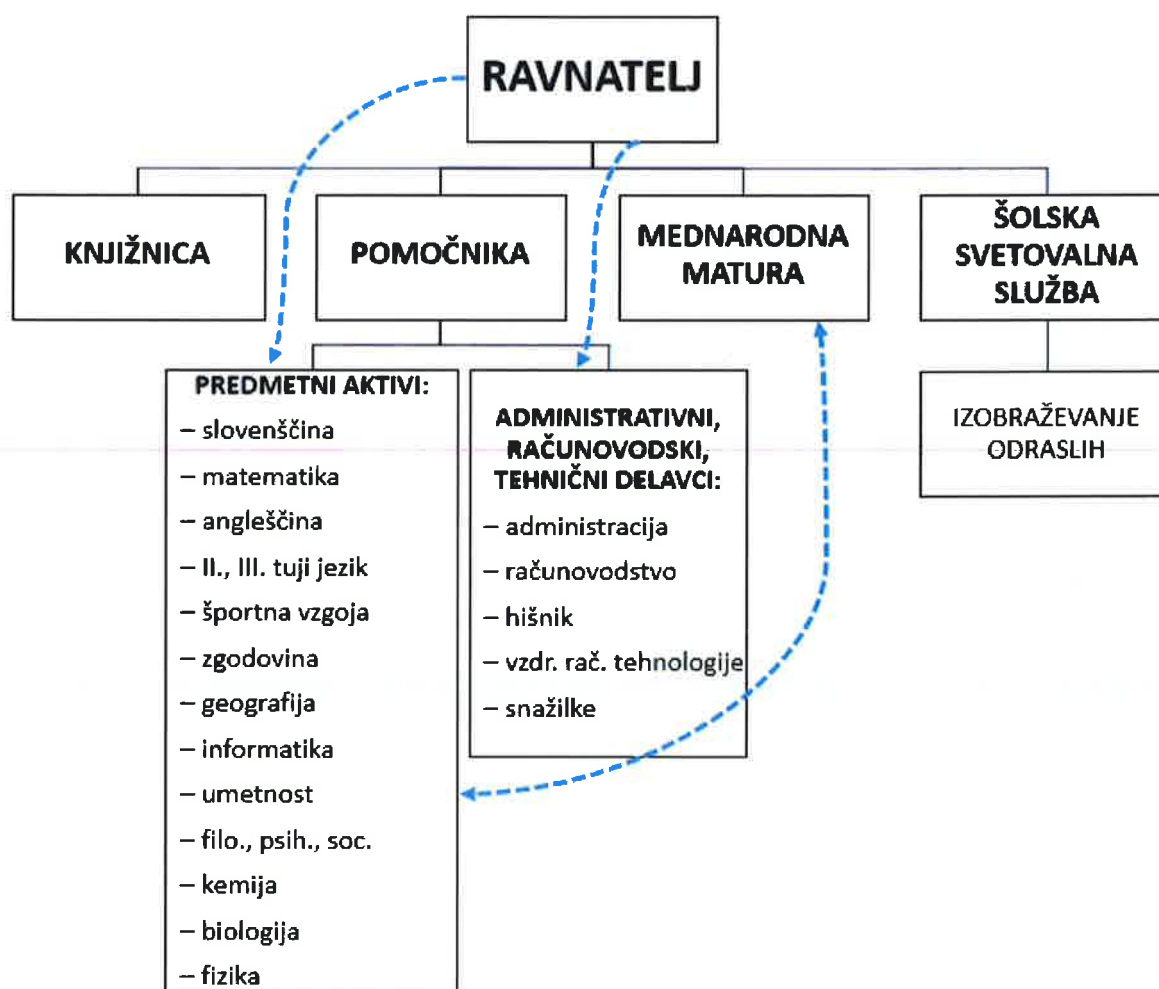 RAVNATELJ
KNJIŽNICA
POMOČNIKA
MEDNARODNA
MATURA
ŠOLSKA
SVETOVALNA
SLUŽBA
PREDMETNI AKTIVI:
– slovenščina
– matematika
– angleščina
– II., III. tuji jezik
– športna vzgoja
– zgodovina
– geografija
– informatika
– umetnost
– filo., psih., soc.
– kemija
– biologija
– fizika
ADMINISTRATIVNI,
RAČUNOVODSKI,
TEHNIČNI DELAVCI:
– administracija
– računovodstvo
– hišnik
– vzdr. rač. tehnologije
– snažilke
IZOBRAŽEVANJE
ODRASLIH